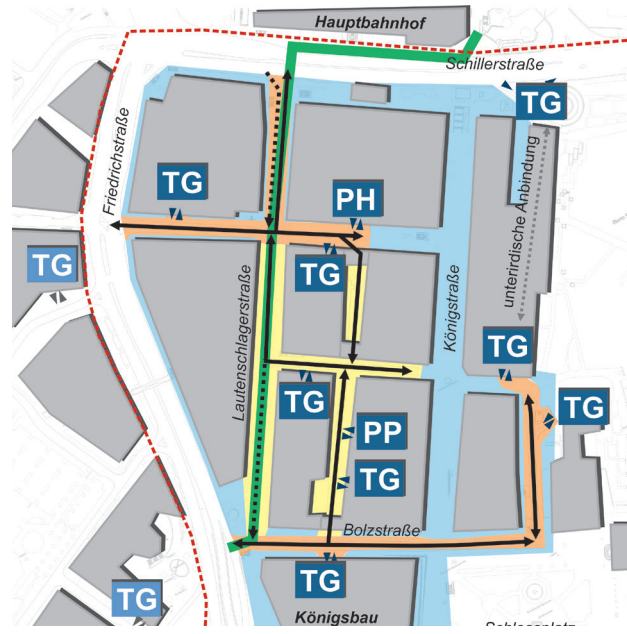 Hauptbahnhof
Schillerstraße
TG
Friedrichstraße
TG
PH
unterirdische Anbindung
TG
TG
Königstraße
Lautenschlagerstraße
TG
TG
TG
PP
TG
Bolzstraße
TG
TG
Königsbau
Schlossplatz